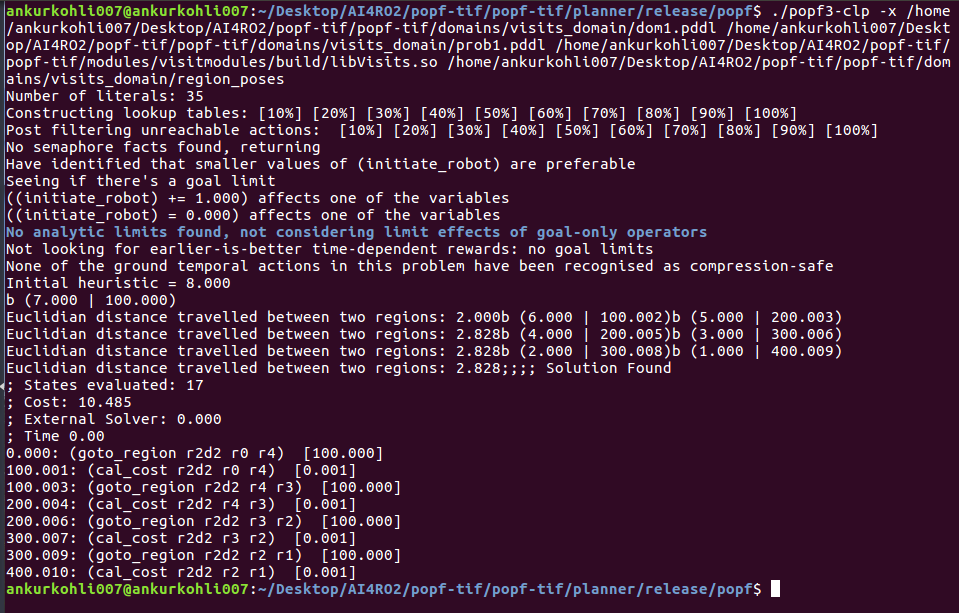 ankurkohli007@ankurkohli007:~/Desktop/AI4RO2/popf-tif/popf-tif/planner/release/popf$ ./popf3-clp -x /home
/ankurkohli007/Desktop/AI4RO2/popf-tif/popf-tif/domains/visits_domain/dom1.pddl /home/ankurkohli007/Deskt
op/AI4RO2/popf-tif/popf-tif/domains/visits_domain/prob1.pddl /home/ankurkohli007/Desktop/AI4RO2/popf-tif/
popf-tif/modules/visitmodules/build/libVisits.so /home/ankurkohli007/Desktop/AI4RO2/popf-tif/popf-tif/dom
ains/visits_domain/region_poses
Number of literals: 35
Constructing lookup tables: [10%] [20%] [30%] [40%] [50%] [60%] [70%] [80%] [90%] [100%]
Post filtering unreachable actions:  [10%] [20%] [30%] [40%] [50%] [60%] [70%] [80%] [90%] [100%]
No semaphore facts found, returning
Have identified that smaller values of (initiate_robot) are preferable
Seeing if there's a goal limit
((initiate_robot) += 1.000) affects one of the variables
((initiate_robot) = 0.000) affects one of the variables
No analytic limits found, not considering limit effects of goal-only operators
Not looking for earlier-is-better time-dependent rewards: no goal limits
None of the ground temporal actions in this problem have been recognised as compression-safe
Initial heuristic = 8.000
b (7.000 | 100.000)
Euclidian distance travelled between two regions: 2.000b (6.000 | 100.002)b (5.000 | 200.003)
Euclidian distance travelled between two regions: 2.828b (4.000 | 200.005)b (3.000 | 300.006)
Euclidian distance travelled between two regions: 2.828b (2.000 | 300.008)b (1.000 | 400.009)
Euclidian distance travelled between two regions: 2.828;;;; Solution Found
; States evaluated: 17
; Cost: 10.485
; External Solver: 0.000
; Time 0.00
0.000: (goto_region r2d2 r0 r4)  [100.000]
100.001: (cal_cost r2d2 r0 r4)  [0.001]
100.003: (goto_region r2d2 r4 r3)  [100.000]
200.004: (cal_cost r2d2 r4 r3)  [0.001]
200.006: (goto_region r2d2 r3 r2)  [100.000]
300.007: (cal_cost r2d2 r3 r2)  [0.001]
300.009: (goto_region r2d2 r2 r1)  [100.000]
400.010: (cal_cost r2d2 r2 r1)  [0.001]
ankurkohli007@ankurkohli007:~/Desktop/AI4RO2/popf-tif/popf-tif/planner/release/popf$